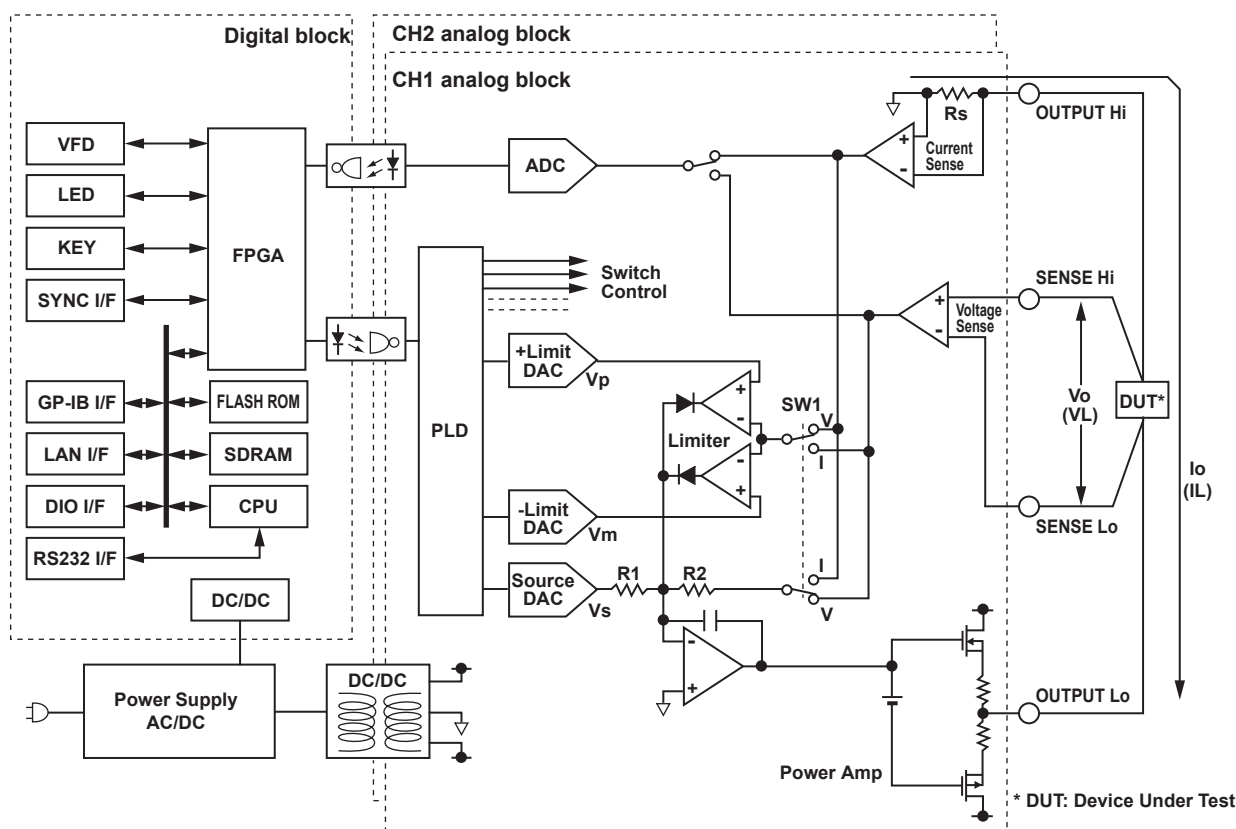 Digital block
CH2 analog block
CH1 analog block
VFD
LED
KEY
SYNC I/F
FPGA
GP-IB I/F
FLASH ROM
LAN I/F
SDRAM
DIO I/F
CPU
RS232 I/F
DC/DC
Power Supply
AC/DC
DC/DC
ADC
PLD
Switch
Control
+Limit
DAC
Vp
-Limit
DAC
Vm
Source
DAC
Vs
R1
R2
Limiter
+
-
-
+
SW1
V
I
I
V
-
+
Rs
+
-
Current
Sense
+
-
Voltage
Sense
Power Amp
OUTPUT Hi
SENSE Hi
Vo
(VL)
DUT*
Io
(IL)
SENSE Lo
OUTPUT Lo
* DUT: Device Under Test